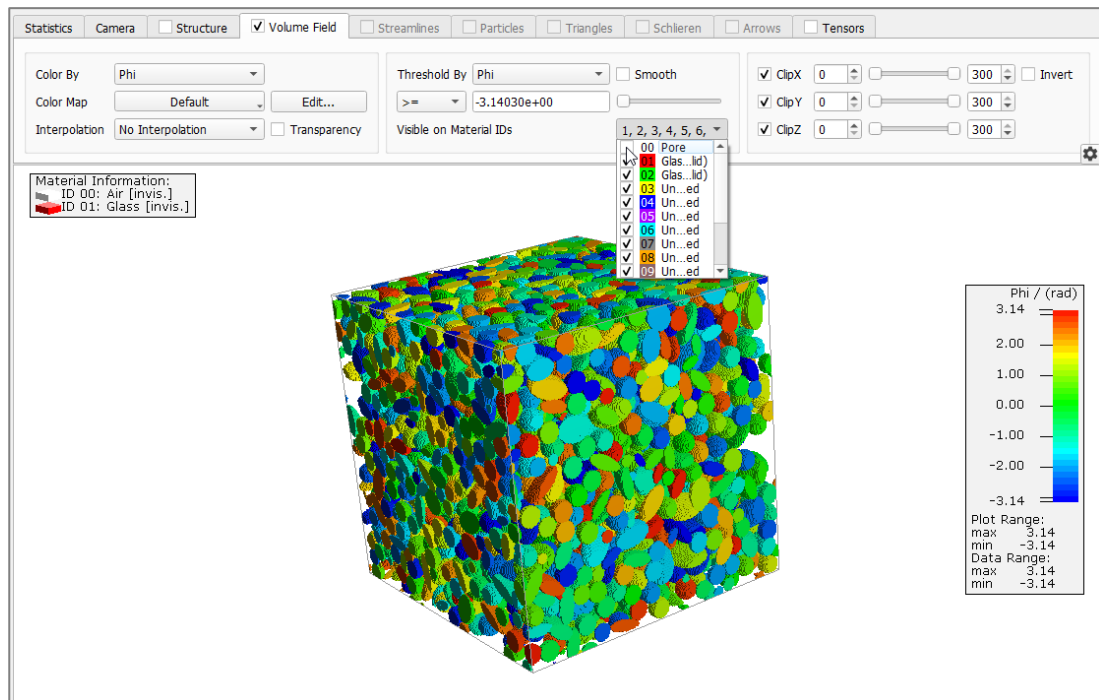 Statistics Camera Structure Volume Field Streamlines Particles Triangles Schlieren Arrows Tensors
Color By Phi
Color Map Default Edit...
Interpolation No Interpolation Transparency
Threshold By Phi Smooth
>= -3.14030e+00
Visible on Material IDs 1, 2, 3, 4, 5, 6,
00 Pore
01 Glas...lid)
02 Glas...lid)
03 Un...ed
04 Un...ed
05 Un...ed
06 Un...ed
07 Un...ed
08 Un...ed
09 Un...ed
ClipX 0 300 Invert
ClipY 0 300
ClipZ 0 300
Material Information:
ID 00: Air [invis.]
ID 01: Glass [invis.]
Phi / (rad)
3.14
2.00
0.00
-1.00
-2.00
-3.14
Plot Range:
max 3.14
min -3.14
Data Range:
max 3.14
min -3.14